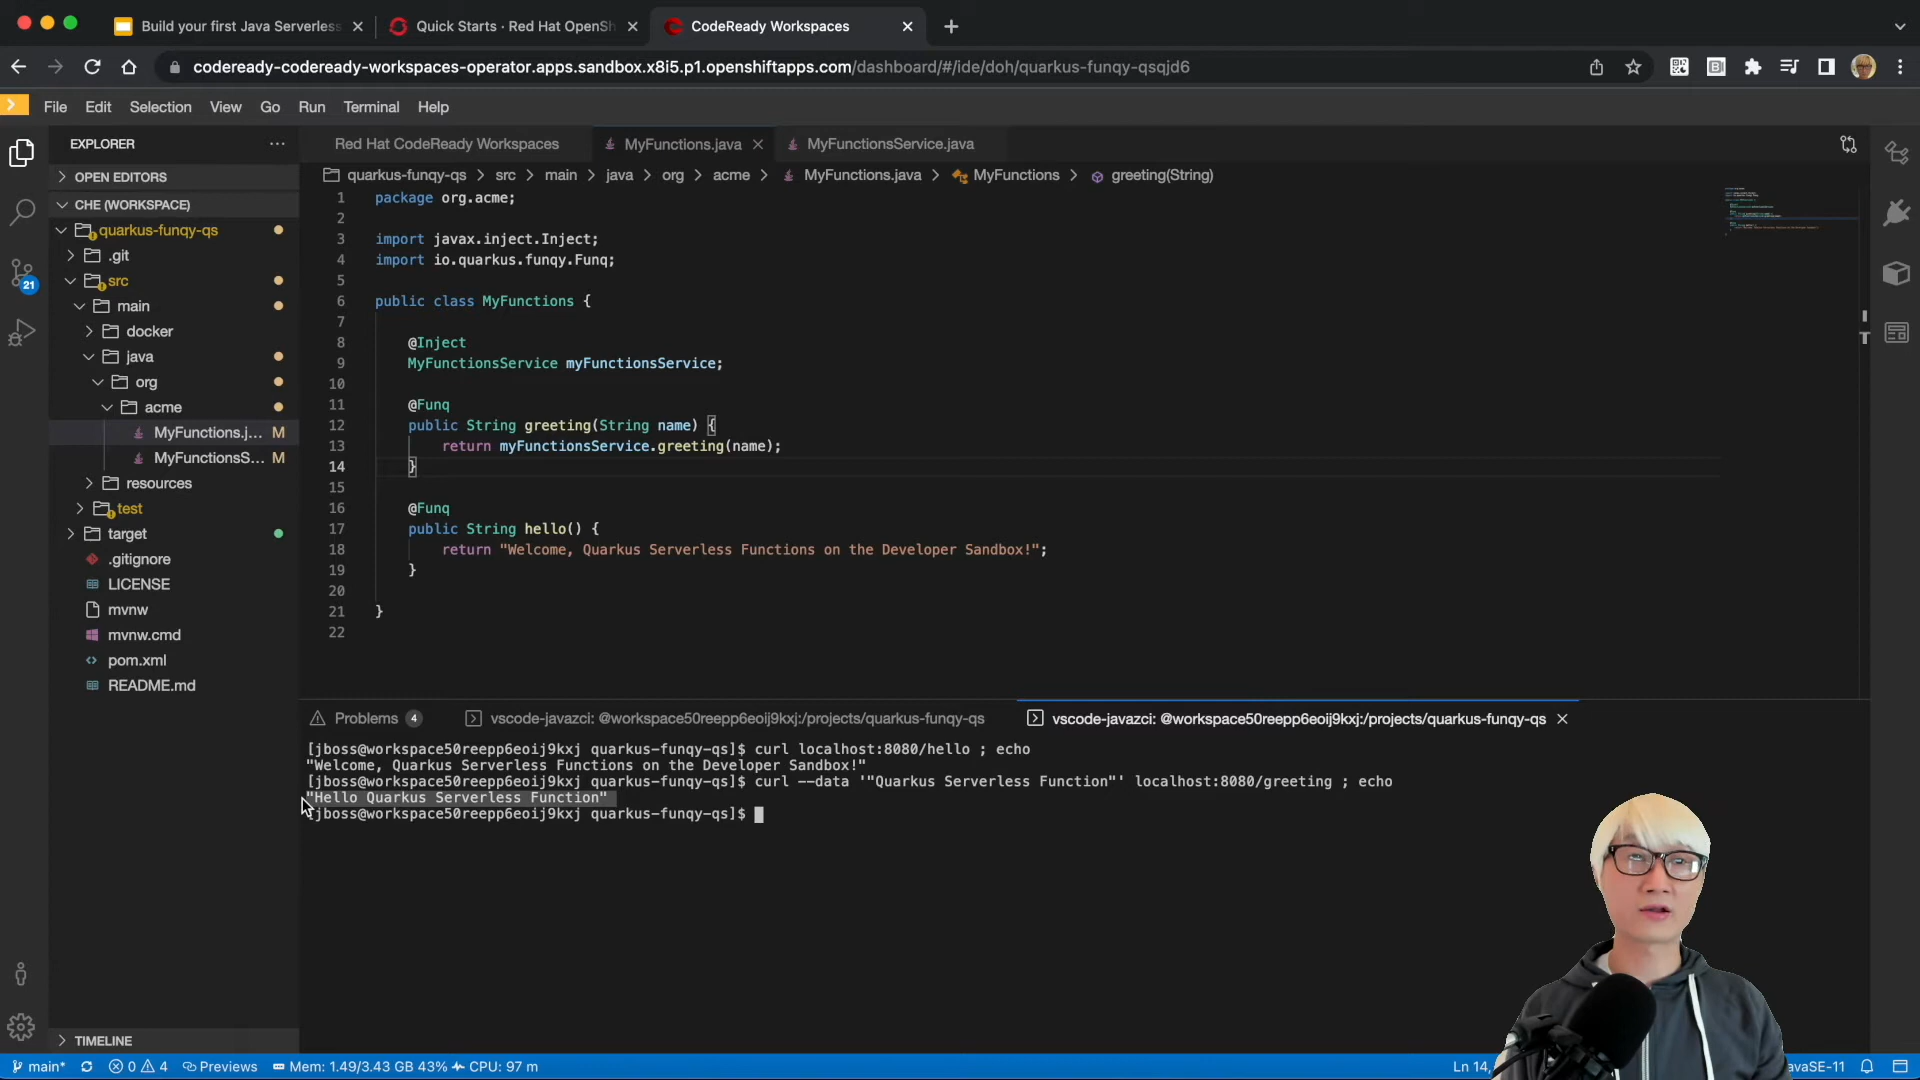 Build your first Java Serverless
Quick Starts · Red Hat OpenSh
CodeReady Workspaces
codeready-codeready-workspaces-operator.apps.sandbox.x8i5.p1.openshiftapps.com/dashboard/#/ide/doh/quarkus-funqy-qsqjd6
File Edit Selection View Go Run Terminal Help
EXPLORER
OPEN EDITORS
CHE (WORKSPACE)
quarkus-funqy-qs
.git
src
main
docker
java
org
acme
MyFunctions.j... M
MyFunctionsS... M
resources
test
target
.gitignore
LICENSE
mvnw
mvnw.cmd
pom.xml
README.md
TIMELINE
21
Red Hat CodeReady Workspaces
MyFunctions.java
MyFunctionsService.java
quarkus-funqy-qs > src > main > java > org > acme > MyFunctions.java > MyFunctions > greeting(String)
1 package org.acme;
2
3 import javax.inject.Inject;
4 import io.quarkus.funqy.Funq;
5
6 public class MyFunctions {
7
8 @Inject
9 MyFunctionsService myFunctionsService;
10
11 @Funq
12 public String greeting(String name) {
13 return myFunctionsService.greeting(name);
14 }
15
16 @Funq
17 public String hello() {
18 return "Welcome, Quarkus Serverless Functions on the Developer Sandbox!";
19 }
20
21 }
22
Problems 4
vscode-javazci: @workspace50reepp6eoij9kxj:/projects/quarkus-funqy-qs
vscode-javazci: @workspace50reepp6eoij9kxj:/projects/quarkus-funqy-qs
[jboss@workspace50reepp6eoij9kxj quarkus-funqy-qs]$ curl localhost:8080/hello ; echo
"Welcome, Quarkus Serverless Functions on the Developer Sandbox!"
[jboss@workspace50reepp6eoij9kxj quarkus-funqy-qs]$ curl --data '"Quarkus Serverless Function"' localhost:8080/greeting ; echo
"Hello Quarkus Serverless Function"
[jboss@workspace50reepp6eoij9kxj quarkus-funqy-qs]$
main* 0 4 Previews Mem: 1.49/3.43 GB 43% CPU: 97 m Ln 14, avaSE-11